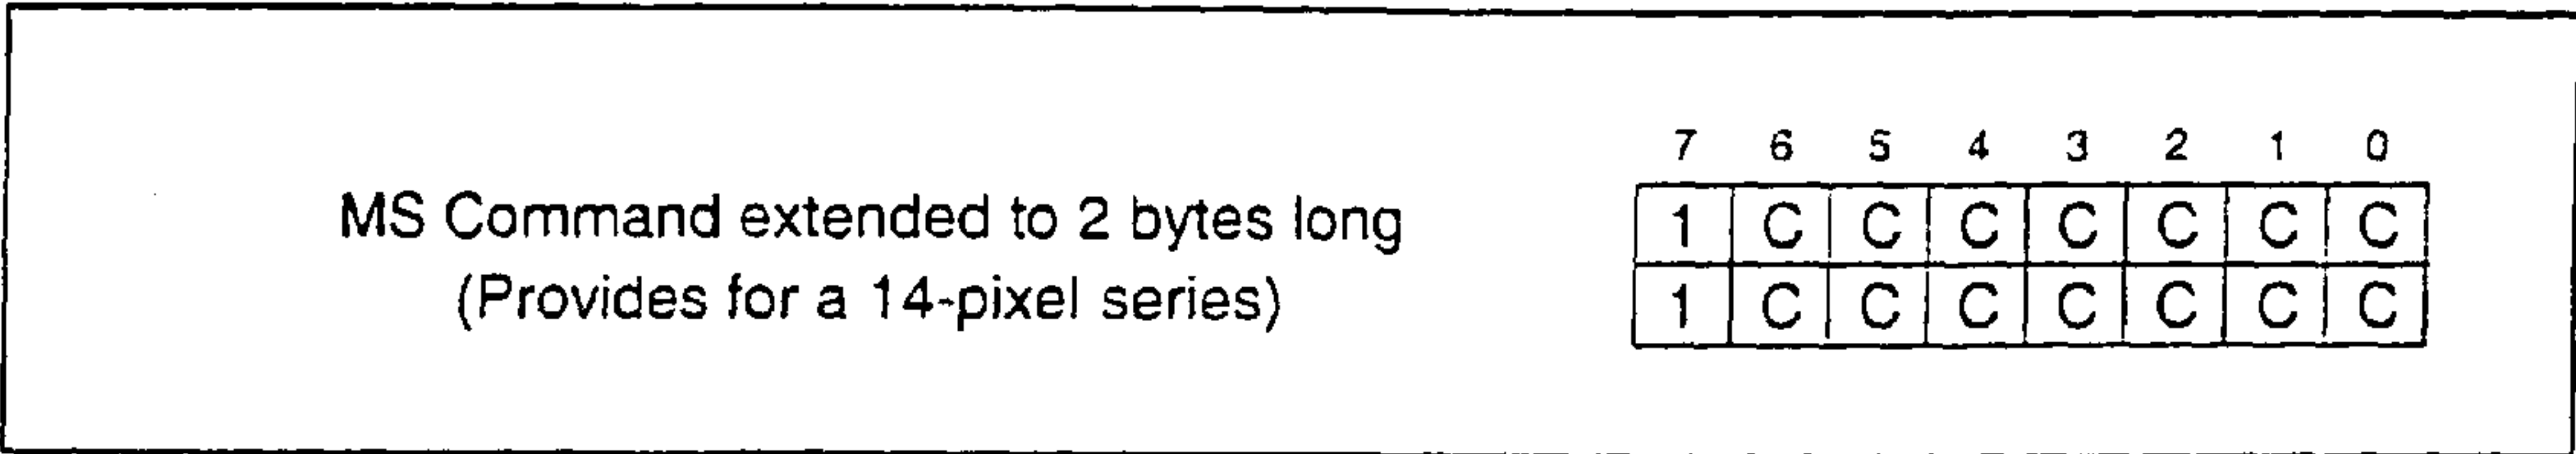 7 6 5 4 3 2 1 0
MS Command extended to 2 bytes long
1 C C C C C C C
(Provides for a 14-pixel series)
1 C C C C C C C